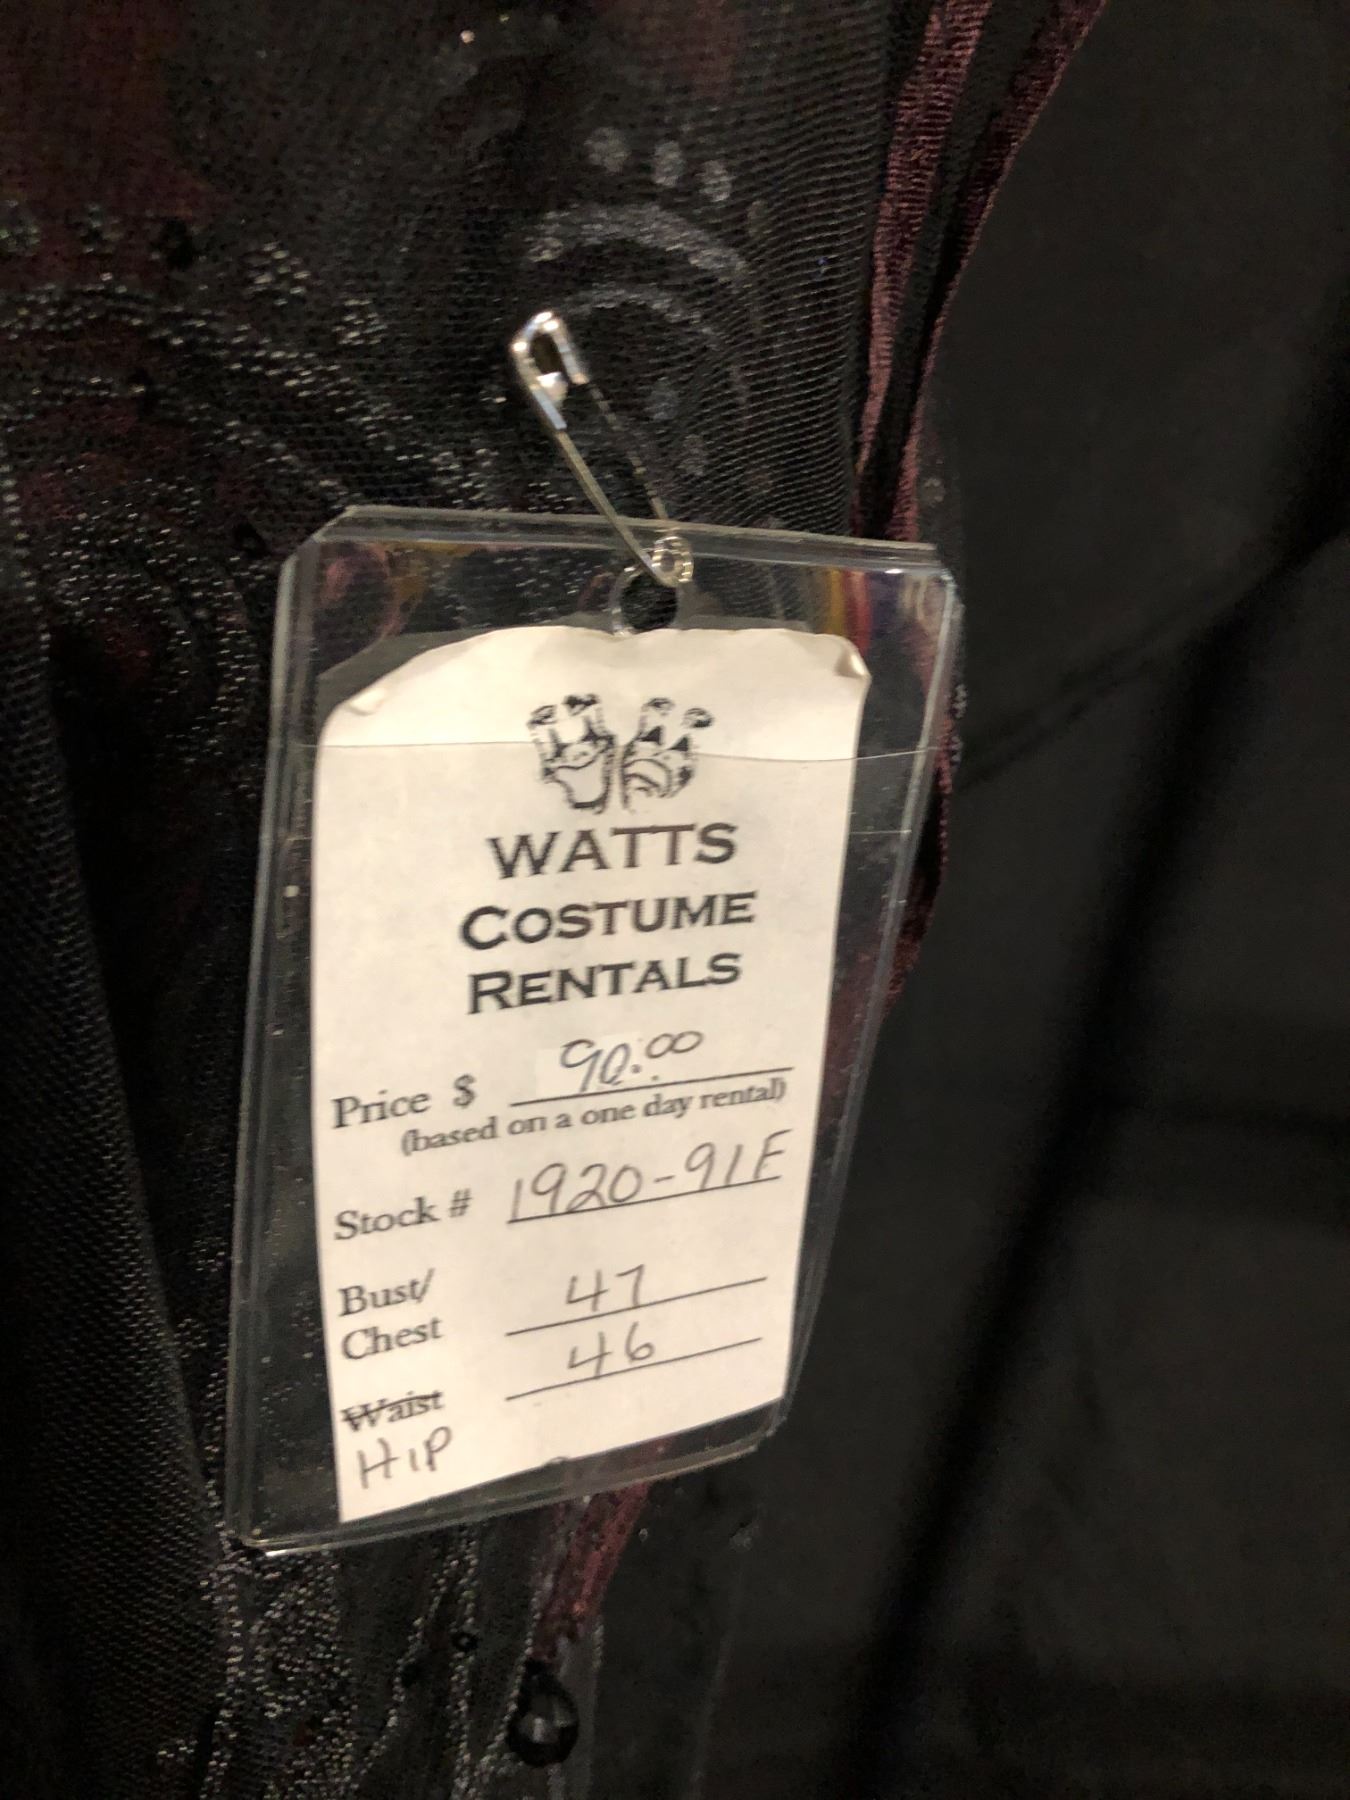 WATTS
COSTUME
RENTALS
Price $ 90.00
(based on a one day rental)
Stock # 1920-91F
Bust/
Chest 47
Waist 46
HIP